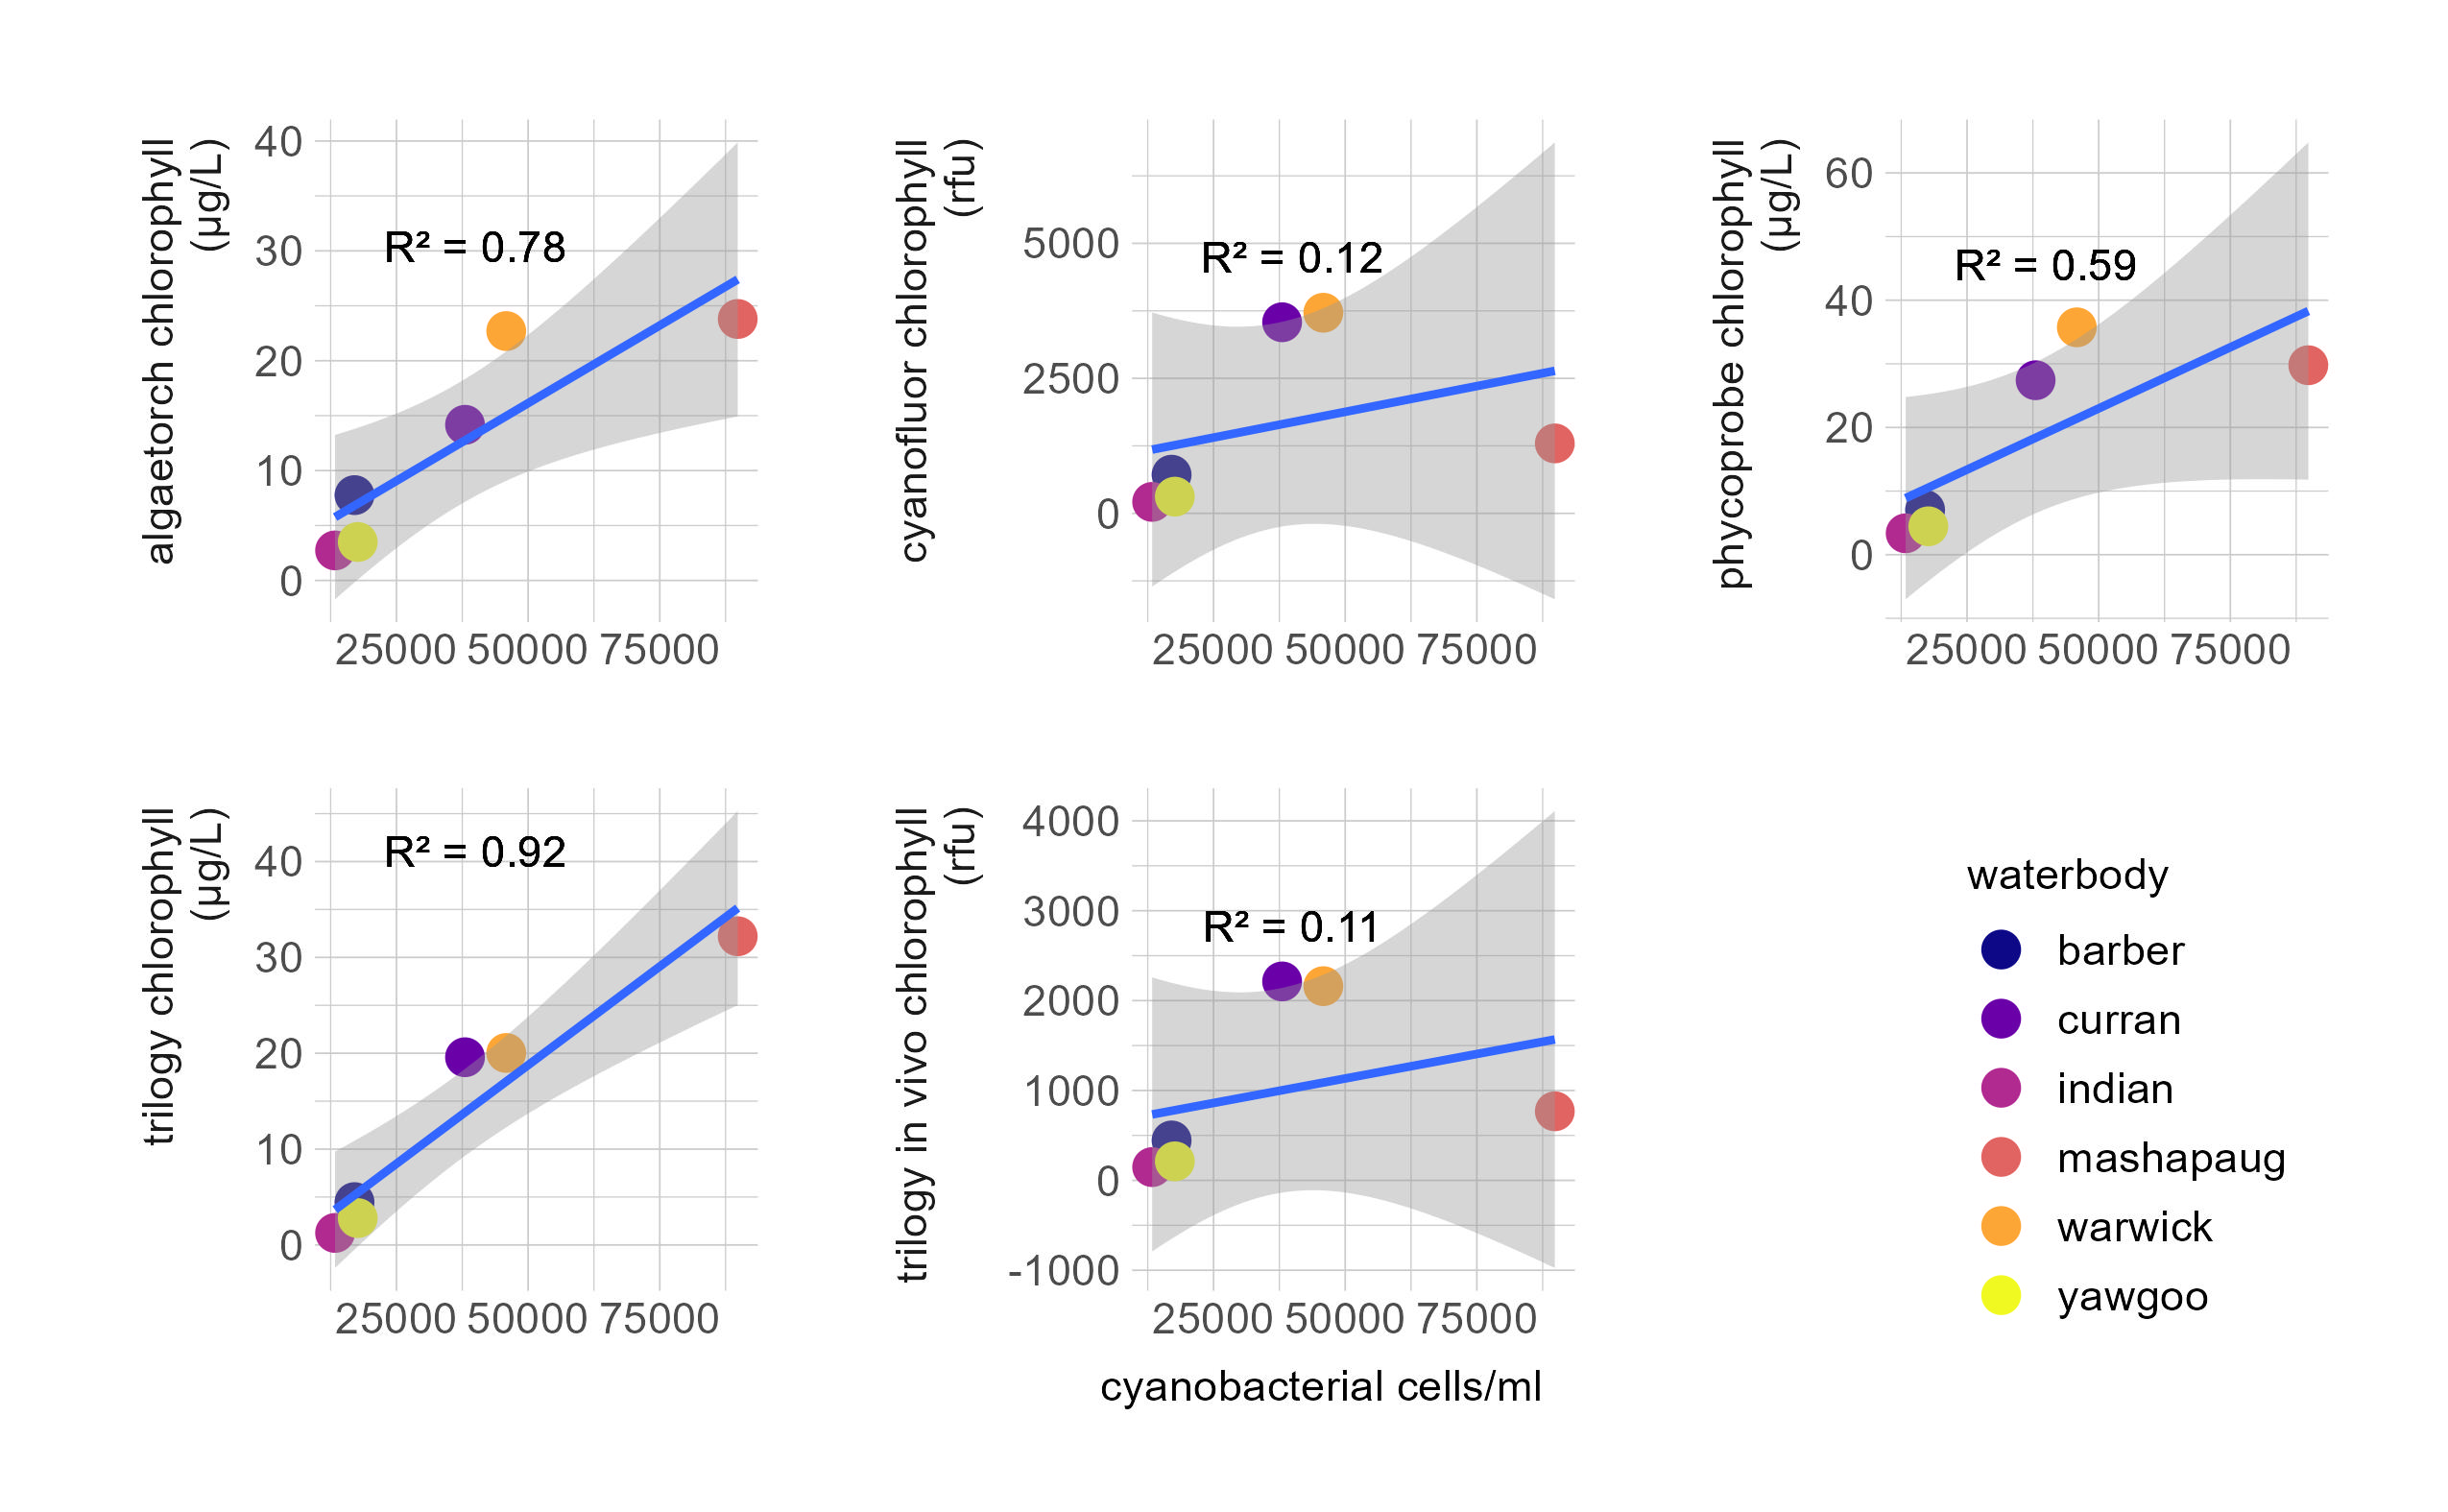 algaetorch chlorophyll
(µg/L)
40
30
20
10
0
R² = 0.78
25000 50000 75000
cyanofluor chlorophyll
(rfu)
5000
2500
0
R² = 0.12
25000 50000 75000
phycoprobe chlorophyll
(µg/L)
60
40
20
0
R² = 0.59
25000 50000 75000
trilogy chlorophyll
(µg/L)
40
30
20
10
0
R² = 0.92
25000 50000 75000
trilogy in vivo chlorophyll
(rfu)
4000
3000
2000
1000
0
-1000
R² = 0.11
25000 50000 75000
cyanobacterial cells/ml
waterbody
barber
curran
indian
mashapaug
warwick
yawgoo